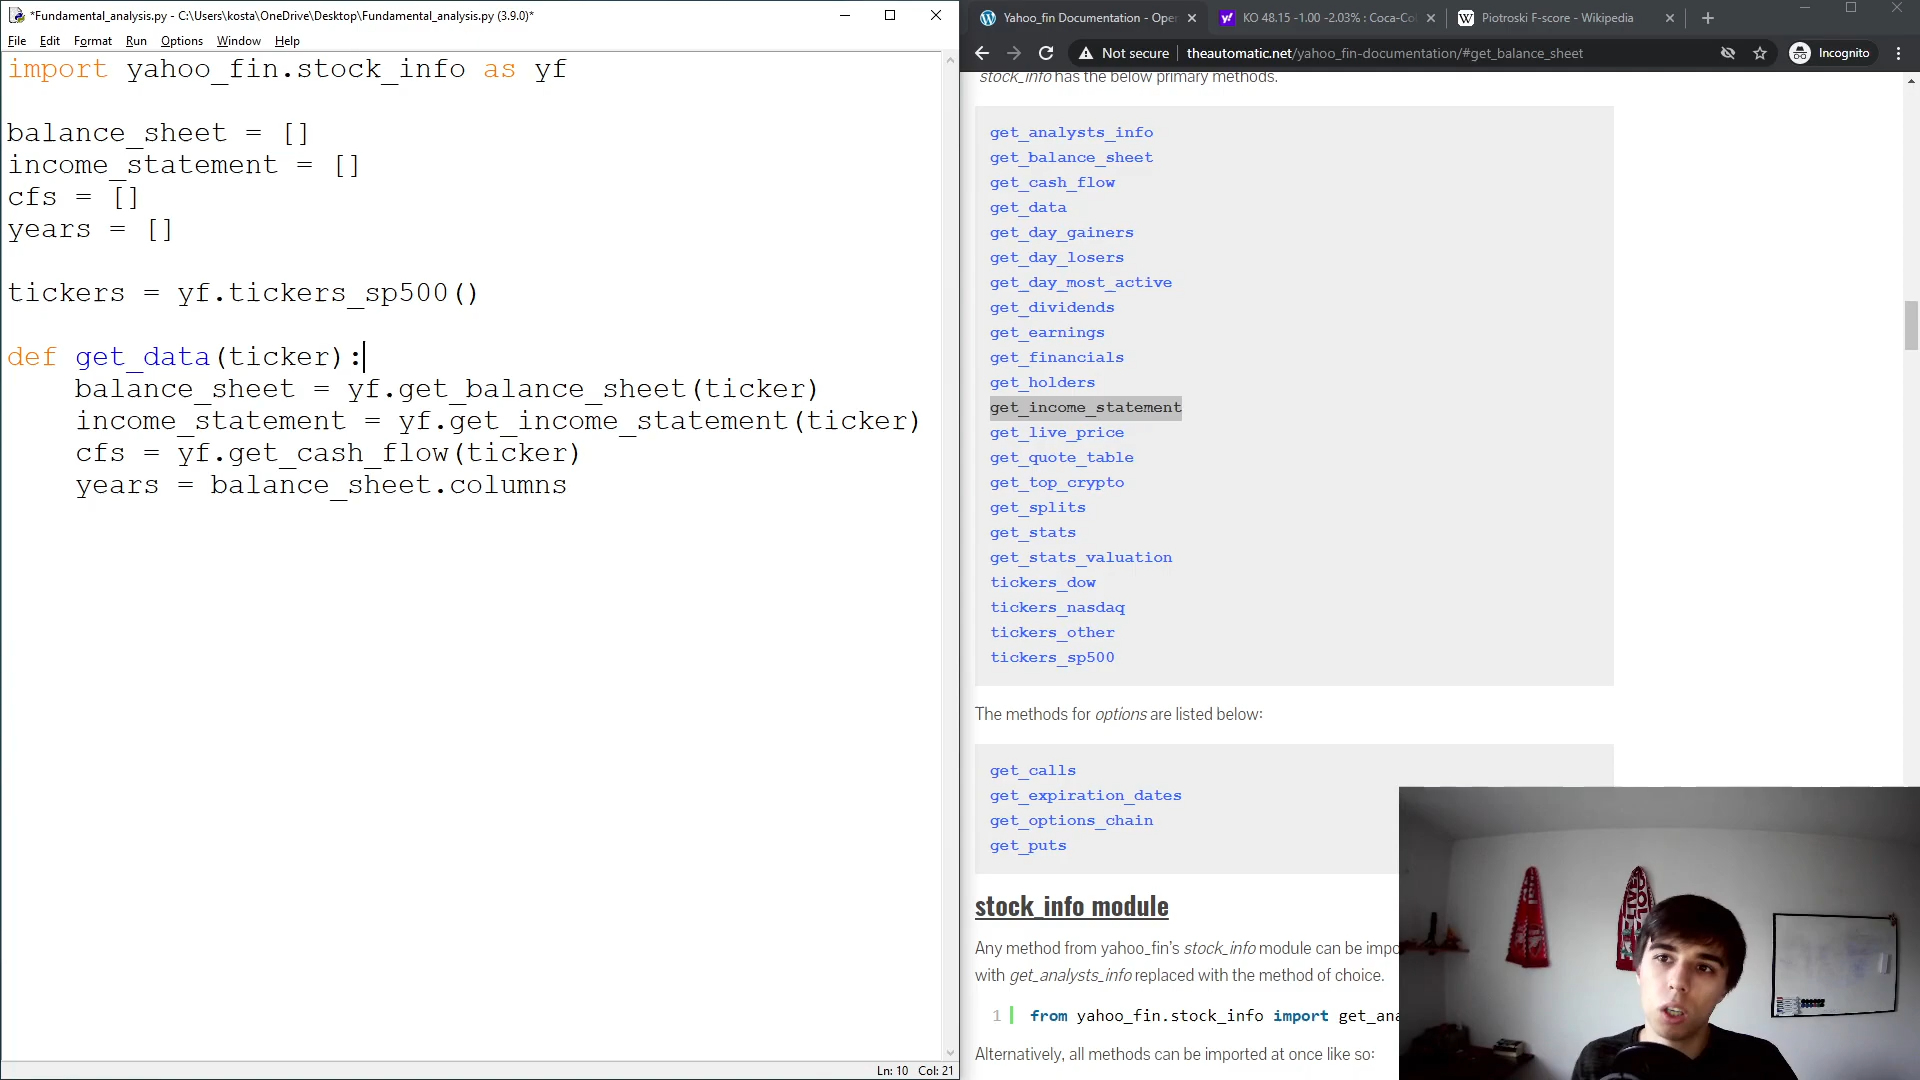 *Fundamental_analysis.py - C:\Users\kosta\OneDrive\Desktop\Fundamental_analysis.py (3.9.0)*
File Edit Format Run Options Window Help
import yahoo_fin.stock_info as yf
balance_sheet = []
income_statement = []
cfs = []
years = []
tickers = yf.tickers_sp500()
def get_data(ticker):
balance_sheet = yf.get_balance_sheet(ticker)
income_statement = yf.get_income_statement(ticker)
cfs = yf.get_cash_flow(ticker)
years = balance_sheet.columns
Ln: 10 Col: 21
Yahoo_fin Documentation - Oper
KO 48.15 -1.00 -2.03% : Coca-Co
Piotroski F-score - Wikipedia
Not secure theautomatic.net/yahoo_fin-documentation/#get_balance_sheet Incognito
stock_info has the below primary methods.
get_analysts_info
get_balance_sheet
get_cash_flow
get_data
get_day_gainers
get_day_losers
get_day_most_active
get_dividends
get_earnings
get_financials
get_holders
get_income_statement
get_live_price
get_quote_table
get_top_crypto
get_splits
get_stats
get_stats_valuation
tickers_dow
tickers_nasdaq
tickers_other
tickers_sp500
The methods for options are listed below:
get_calls
get_expiration_dates
get_options_chain
get_puts
stock_info module
Any method from yahoo_fin's stock_info module can be impo
with get_analysts_info replaced with the method of choice.
1 from yahoo_fin.stock_info import get_ana
Alternatively, all methods can be imported at once like so: